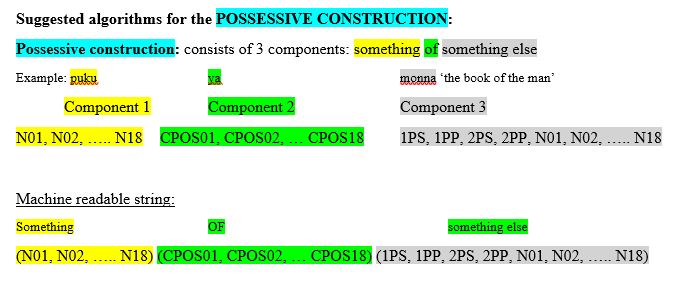 Suggested algorithms for the POSSESSIVE CONSTRUCTION:
Possessive construction: consists of 3 components: something of something else
Example: puku ya monna ‘the book of the man’
Component 1 Component 2 Component 3
N01, N02, ….. N18 CPOS01, CPOS02, … CPOS18 1PS, 1PP, 2PS, 2PP, N01, N02, ….. N18
Machine readable string:
Something OF something else
(N01, N02, ….. N18) (CPOS01, CPOS02, … CPOS18) (1PS, 1PP, 2PS, 2PP, N01, N02, ….. N18)